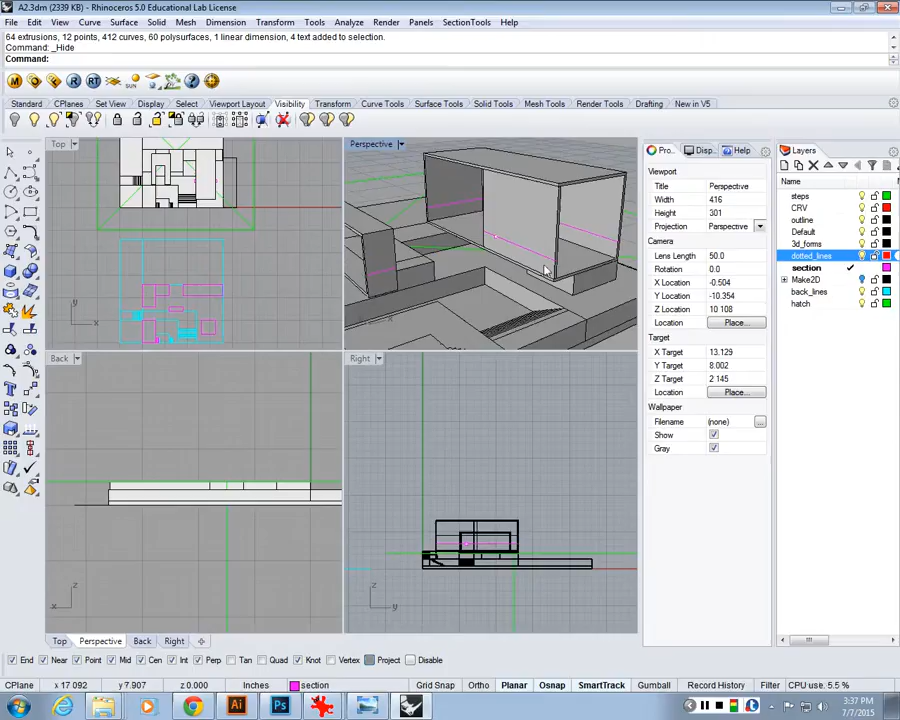 A2.3dm (2339 KB) - Rhinoceros 5.0 Educational Lab License
File Edit View Curve Surface Solid Mesh Dimension Transform Tools Analyze Render Panels SectionTools Help
64 extrusions, 12 points, 412 curves, 60 polysurfaces, 1 linear dimension, 4 text added to selection.
Command: _Hide
Command:
Standard CPlanes Set View Display Select Viewport Layout Visibility Transform Curve Tools Surface Tools Solid Tools Mesh Tools Render Tools Drafting New in V5
Top
Perspective
Pro... Disp... Help
Layers
Viewport
Title Perspective
Width 416
Height 301
Projection Perspective
Camera
Lens Length 50.0
Rotation 0.0
X Location -0.504
Y Location -10.354
Z Location 10.108
Location Place...
Target
X Target 13.129
Y Target 8.002
Z Target 2.145
Location Place...
Wallpaper
Filename (none) ...
Show
Gray
Name
steps
CRV
outline
Default
3d_forms
dotted_lines
section
Make2D
back_lines
hatch
y
x
Back
Right
z
x
z
y
Top Perspective Back Right
End Near Point Mid Cen Int Perp Tan Quad Knot Vertex Project Disable
CPlane x 17.092 y 7.907 z 0.000 Inches section Grid Snap Ortho Planar Osnap SmartTrack Gumball Record History Filter CPU use: 5.5 %
Ai
Ps
3:37 PM
7/7/2015